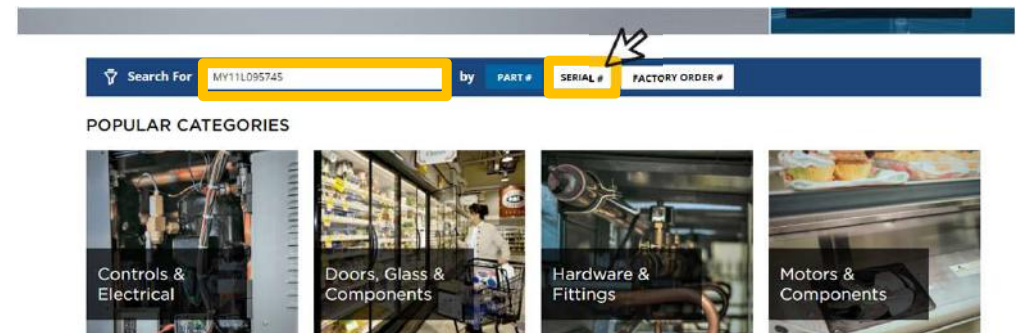 Search For MY11L095745 by PART # SERIAL # FACTORY ORDER #
POPULAR CATEGORIES
Controls &
Electrical
Doors, Glass &
Components
Hardware &
Fittings
Motors &
Components